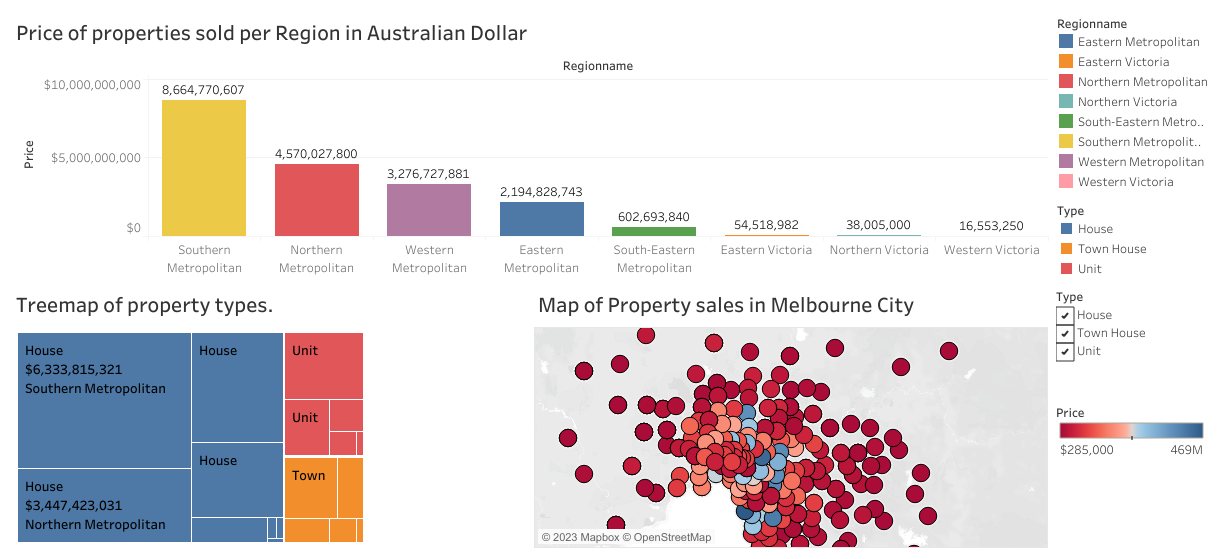 Price of properties sold per Region in Australian Dollar
Regionname
Price
$10,000,000,000
$5,000,000,000
$0
8,664,770,607
4,570,027,800
3,276,727,881
2,194,828,743
602,693,840
54,518,982
38,005,000
16,553,250
Southern
Metropolitan
Northern
Metropolitan
Western
Metropolitan
Eastern
Metropolitan
South-Eastern
Metropolitan
Eastern Victoria
Northern Victoria
Western Victoria
Regionname
Eastern Metropolitan
Eastern Victoria
Northern Metropolitan
Northern Victoria
South-Eastern Metro..
Southern Metropolit..
Western Metropolitan
Western Victoria
Type
House
Town House
Unit
Type
House
Town House
Unit
Price
$285,000
469M
Treemap of property types.
House
$6,333,815,321
Southern Metropolitan
House
$3,447,423,031
Northern Metropolitan
House
House
Unit
Unit
Town
Map of Property sales in Melbourne City
© 2023 Mapbox © OpenStreetMap